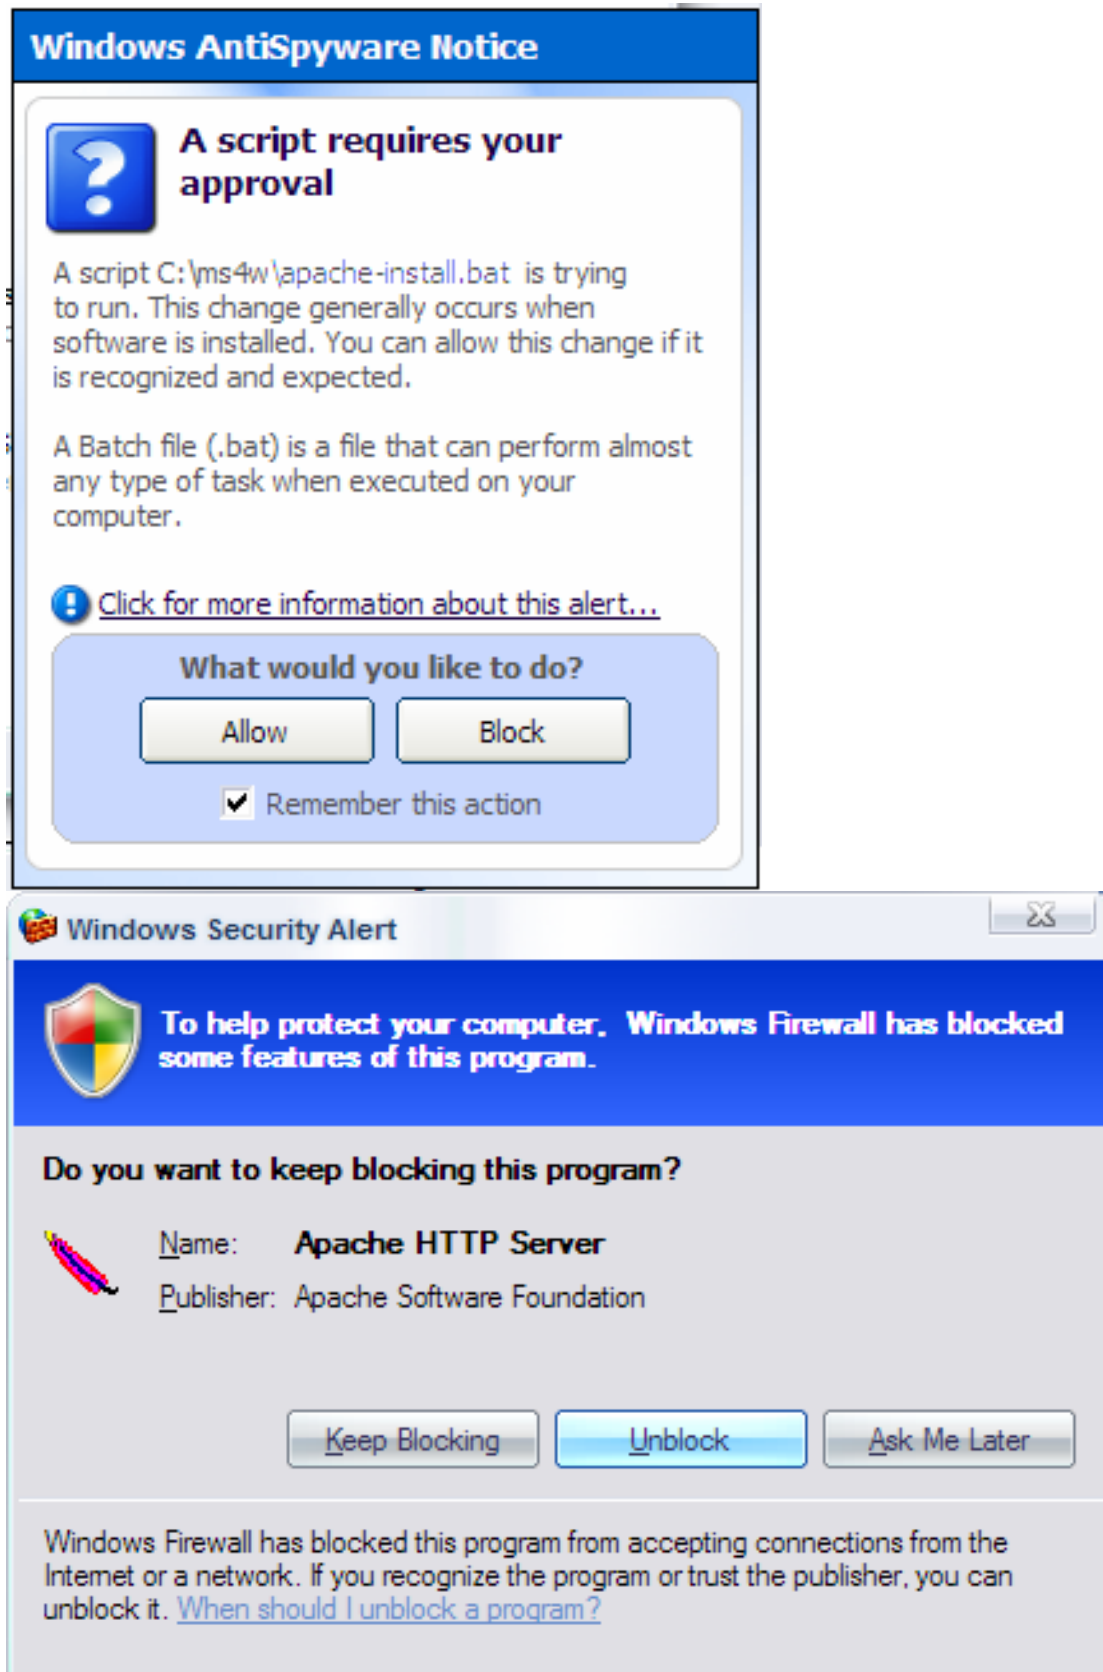 Windows AntiSpyware Notice
A script requires your
approval
A script C:\ms4w\apache-install.bat is trying
to run. This change generally occurs when
software is installed. You can allow this change if it
is recognized and expected.
A Batch file (.bat) is a file that can perform almost
any type of task when executed on your
computer.
Click for more information about this alert...
What would you like to do?
Allow Block
Remember this action
Windows Security Alert
To help protect your computer, Windows Firewall has blocked
some features of this program.
Do you want to keep blocking this program?
Name: Apache HTTP Server
Publisher: Apache Software Foundation
Keep Blocking Unblock Ask Me Later
Windows Firewall has blocked this program from accepting connections from the
Internet or a network. If you recognize the program or trust the publisher, you can
unblock it. When should I unblock a program?